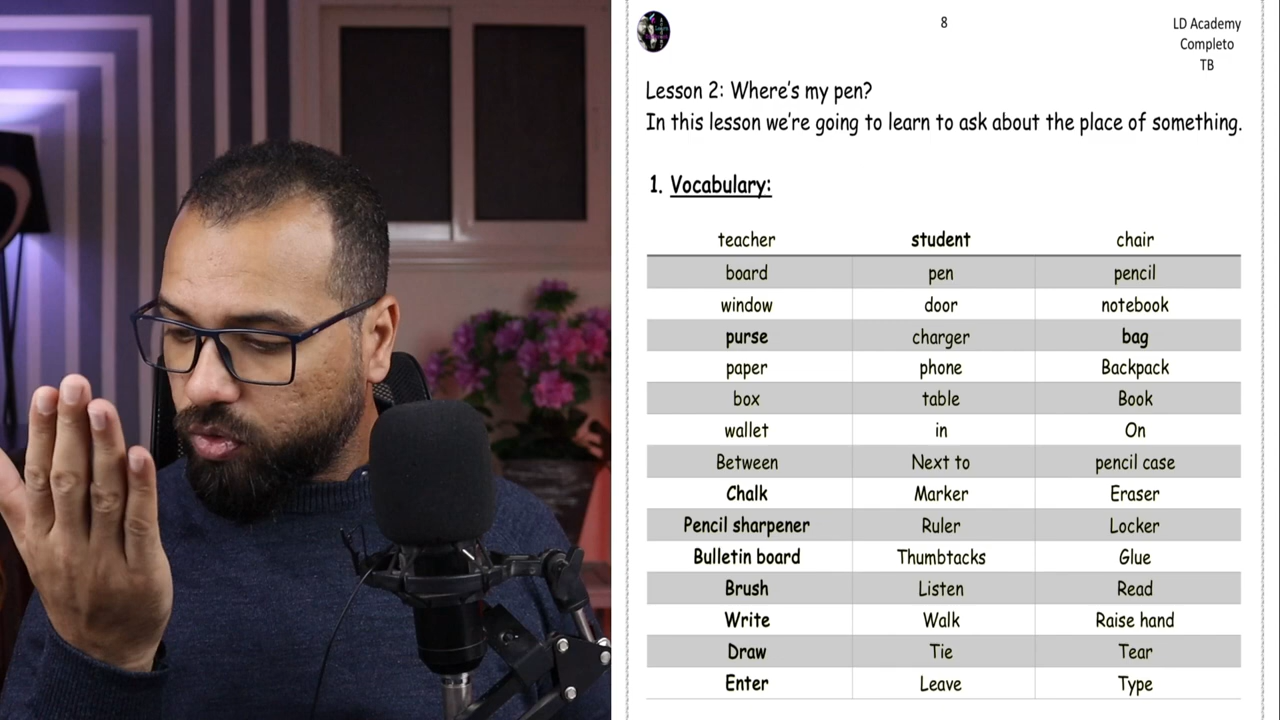 8
LD Academy
Completo
TB
Lesson 2: Where's my pen?
In this lesson we're going to learn to ask about the place of something.
1. Vocabulary:
teacher student chair
board pen pencil
window door notebook
purse charger bag
paper phone Backpack
box table Book
wallet in On
Between Next to pencil case
Chalk Marker Eraser
Pencil sharpener Ruler Locker
Bulletin board Thumbtacks Glue
Brush Listen Read
Write Walk Raise hand
Draw Tie Tear
Enter Leave Type